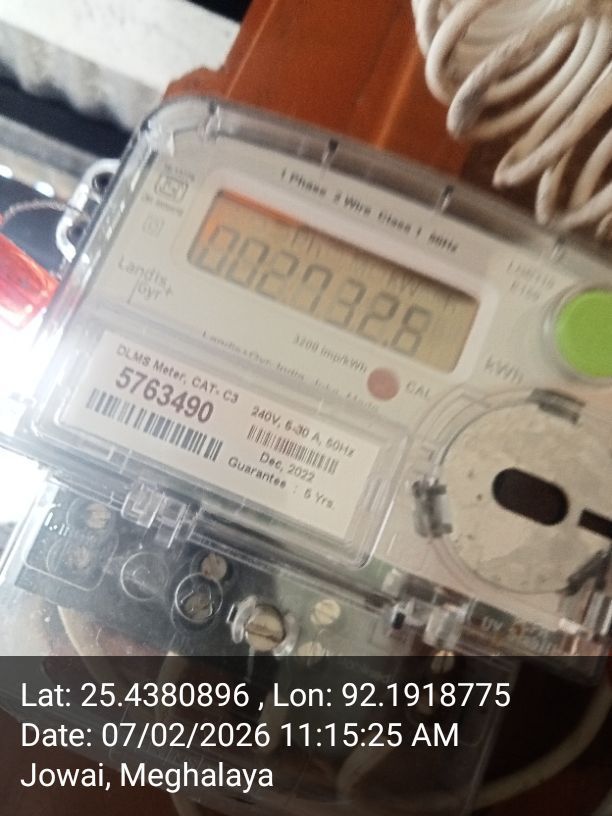 1 Phase 2 Wire Class 1 50Hz
002732.8
Landis
Gyr+
3200 imp/kWh
kWh
CAL
DLMS Meter, CAT- C3
5763490
240V, 5-30 A, 50Hz
Dec, 2022
Guarantee : 5 Yrs.
Lat: 25.4380896 , Lon: 92.1918775
Date: 07/02/2026 11:15:25 AM
Jowai, Meghalaya